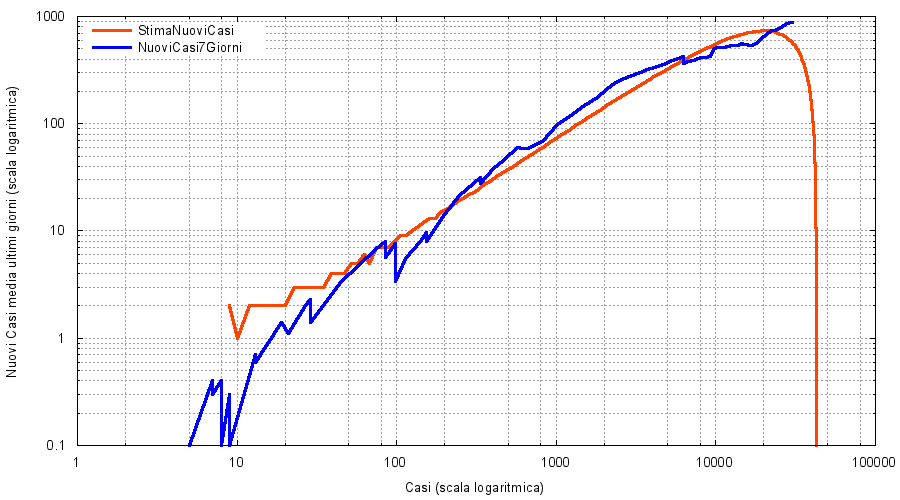 1000
StimaNuoviCasi
NuoviCasi7Giorni
100
10
1
0.1
Nuovi Casi media ultimi giorni (scala logaritmica)
1 10 100 1000 10000 100000
Casi (scala logaritmica)